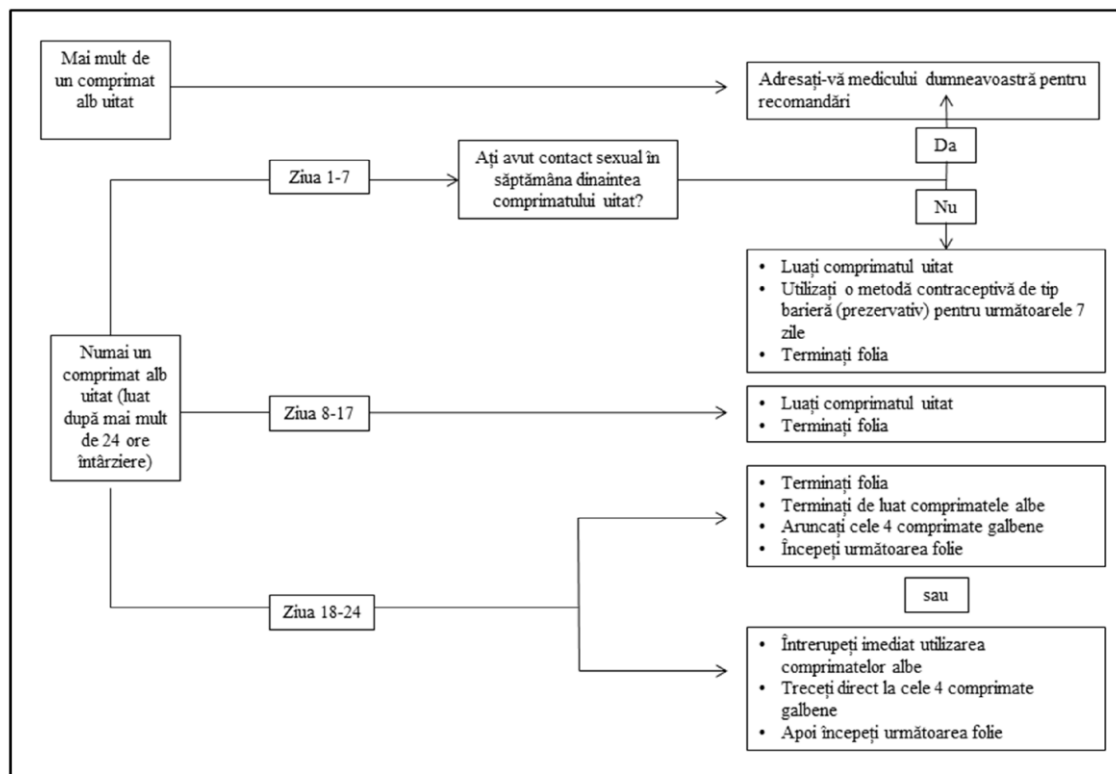 Mai mult de
un comprimat
alb uitat
Adresați-vă medicului dumneavoastră pentru
recomandări
Da
Ziua 1-7
Ați avut contact sexual în
săptămâna dinaintea
comprimatului uitat?
Nu
• Luați comprimatul uitat
• Utilizați o metodă contraceptivă de tip
barieră (prezervativ) pentru următoarele 7
zile
• Terminați folia
Numai un
comprimat alb
uitat (luat
după mai mult
de 24 ore
întârziere)
Ziua 8-17
• Luați comprimatul uitat
• Terminați folia
Ziua 18-24
• Terminați folia
• Terminați de luat comprimatele albe
• Aruncați cele 4 comprimate galbene
• Începeți următoarea folie
sau
• Întrerupeți imediat utilizarea
comprimatelor albe
• Treceți direct la cele 4 comprimate
galbene
• Apoi începeți următoarea folie